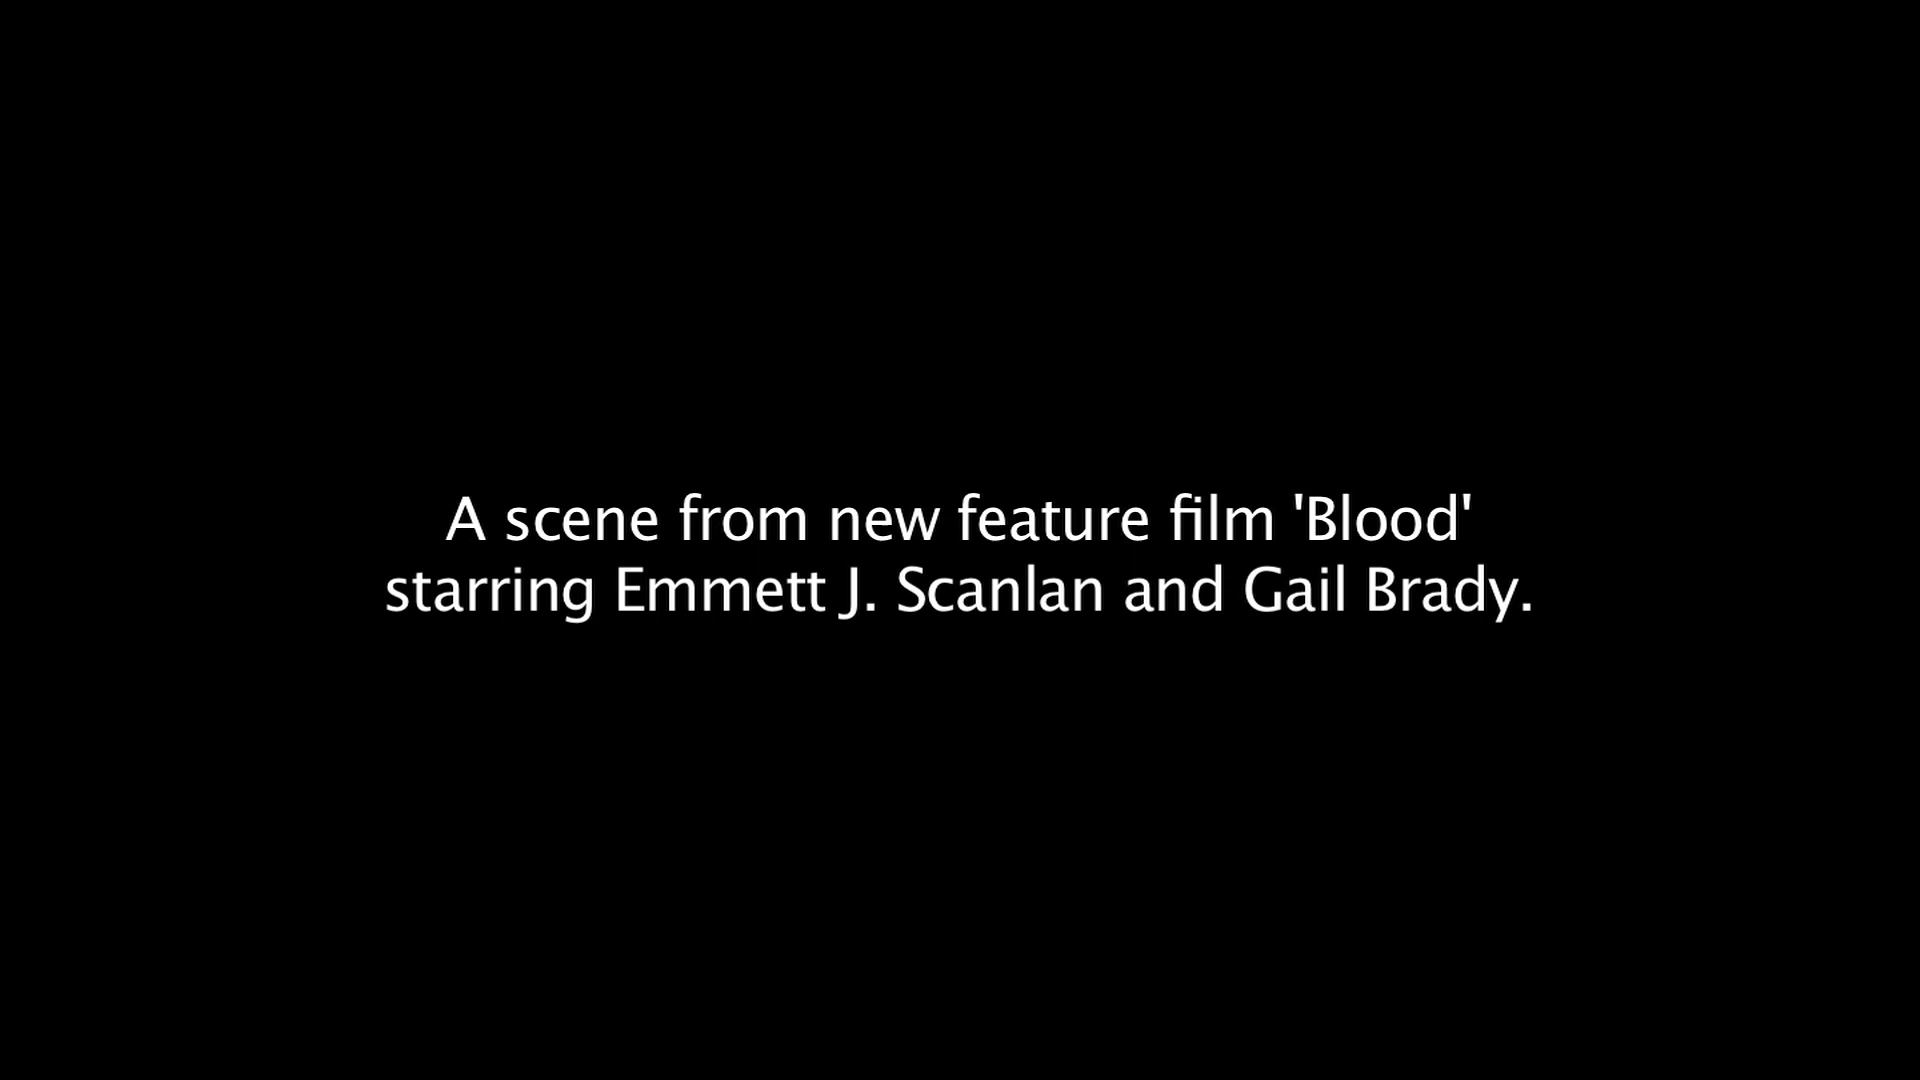 A scene from new feature film 'Blood'
starring Emmett J. Scanlan and Gail Brady.